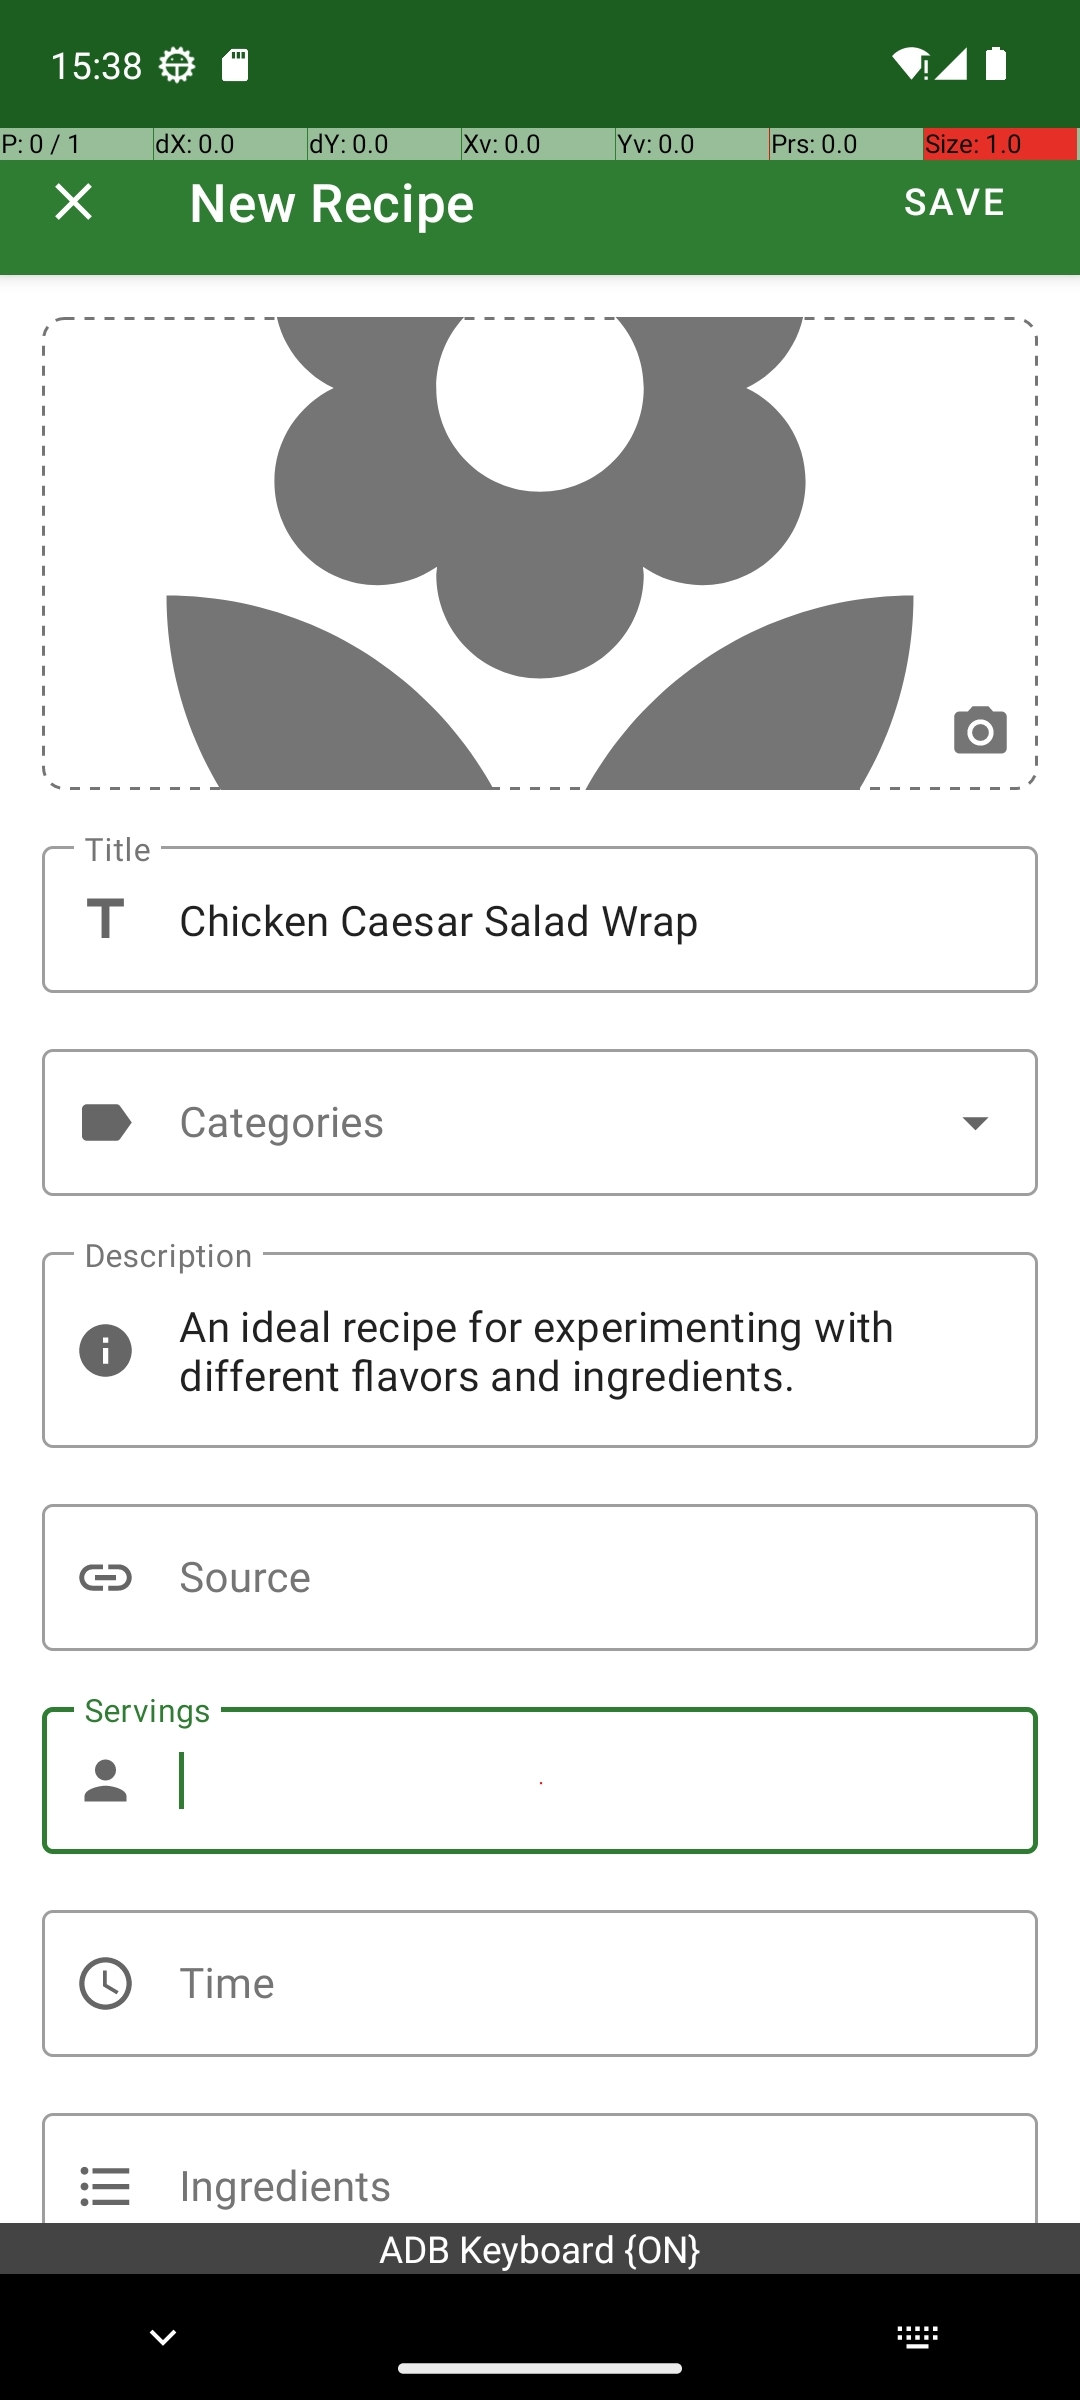 15:38
P: 0 / 1 dX: 0.0 dY: 0.0 Xv: 0.0 Yv: 0.0 Prs: 0.0 Size: 1.0
New Recipe SAVE
Title
Chicken Caesar Salad Wrap
Categories
Description
An ideal recipe for experimenting with
different flavors and ingredients.
Source
Servings
Time
Ingredients
ADB Keyboard {ON}